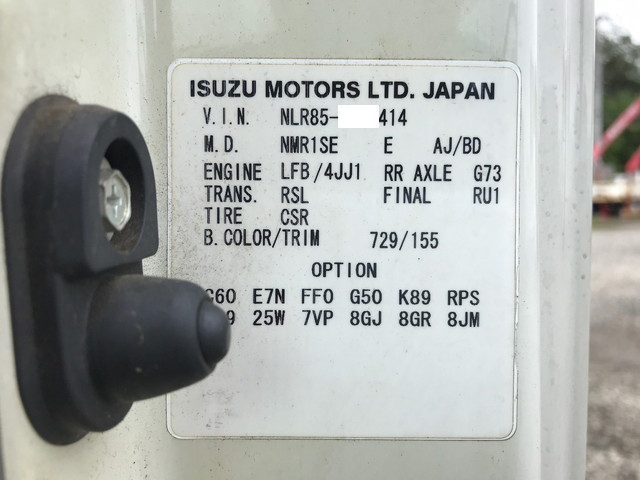 ISUZU MOTORS LTD. JAPAN
V.I.N. NLR85- 414
M.D. NMR1SE E AJ/BD
ENGINE LFB/4JJ1 RR AXLE G73
TRANS. RSL FINAL RU1
TIRE CSR
B.COLOR/TRIM 729/155
OPTION
E7N FF0 G50 K89 RPS
25W 7VP 8GJ 8GR 8JM